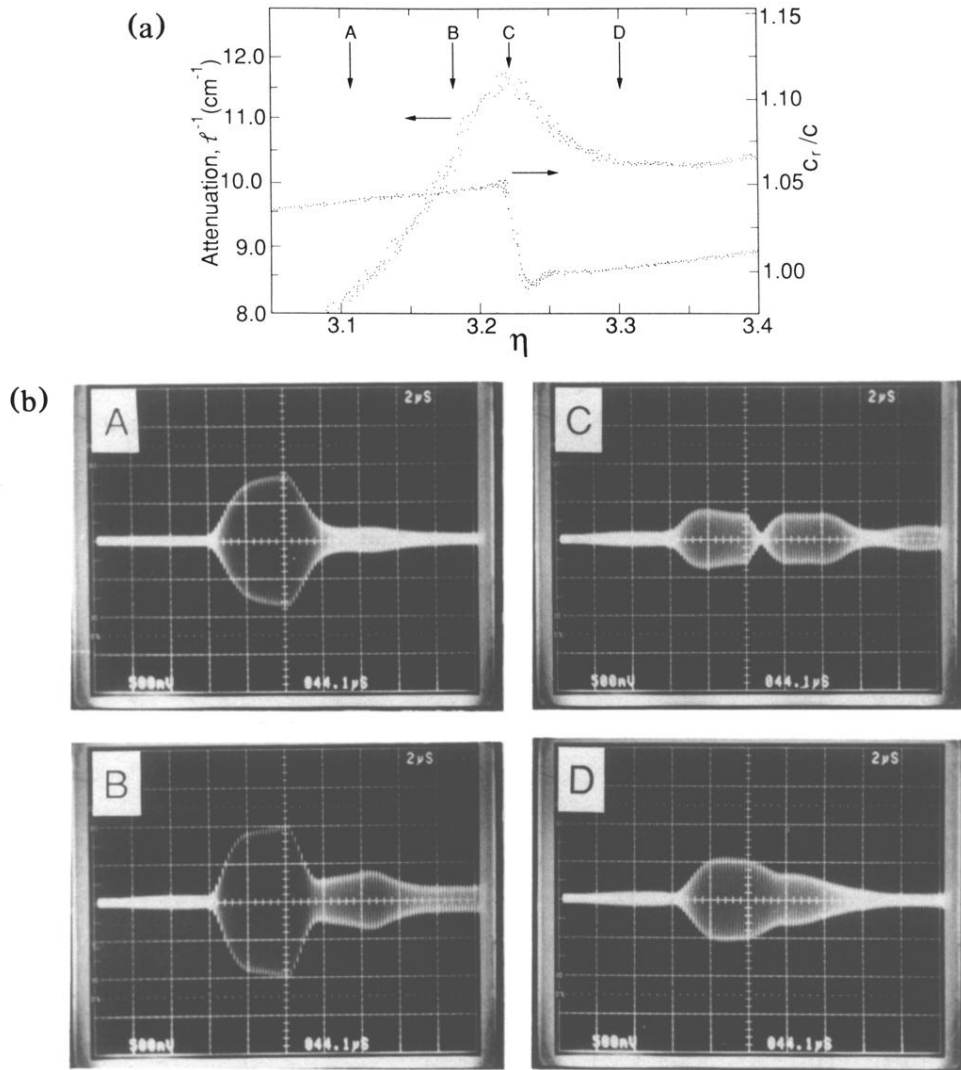 (a)
A B C D
12.0
11.0
10.0
9.0
8.0
Attenuation, ℓ⁻¹ (cm⁻¹)
1.15
1.10
1.05
1.00
Cᵣ/C
3.1 3.2 3.3 3.4
η
(b)
A
2µS
500mV 044.1µS
C
2µS
500mV 044.1µS
B
2µS
500mV 044.1µS
D
2µS
500mV 044.1µS